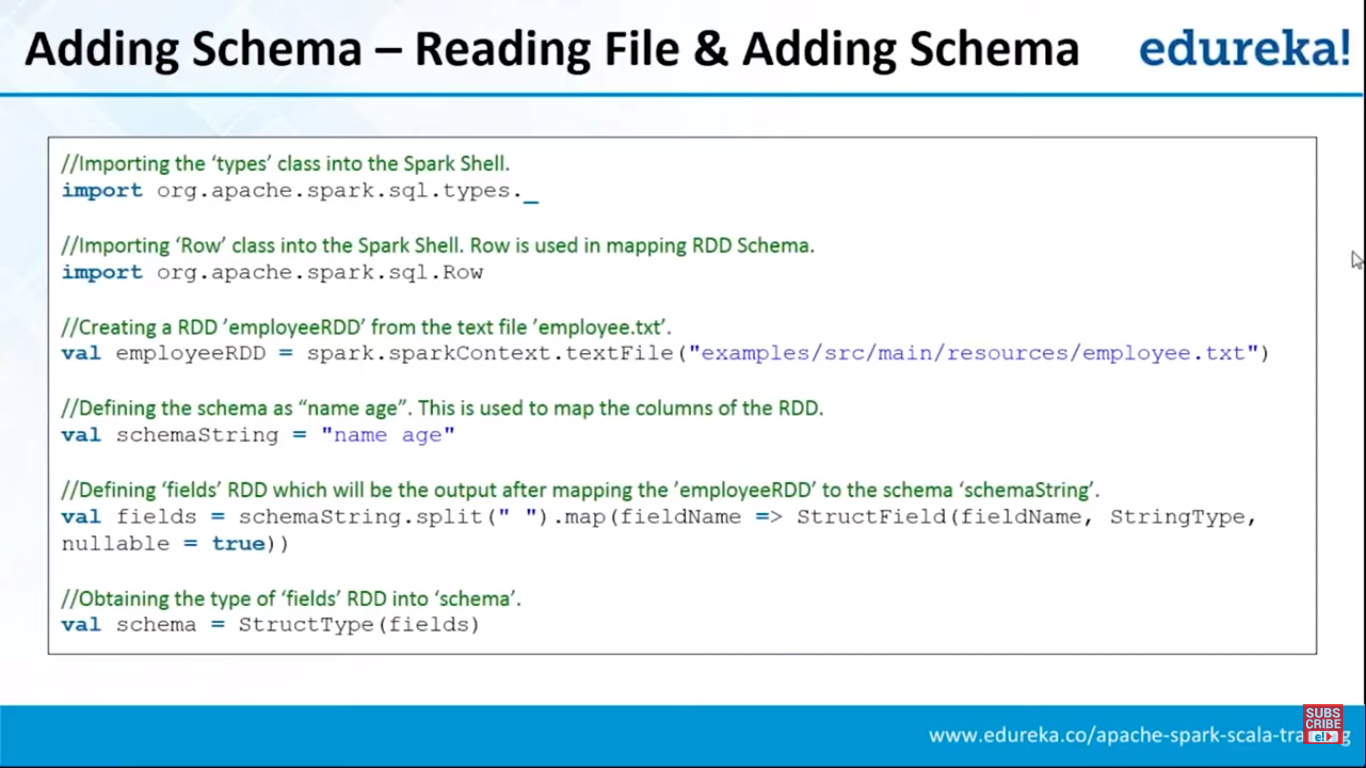 Adding Schema – Reading File & Adding Schema
edureka!
//Importing the ‘types’ class into the Spark Shell.
import org.apache.spark.sql.types._
//Importing ‘Row’ class into the Spark Shell. Row is used in mapping RDD Schema.
import org.apache.spark.sql.Row
//Creating a RDD ’employeeRDD’ from the text file ’employee.txt’.
val employeeRDD = spark.sparkContext.textFile("examples/src/main/resources/employee.txt")
//Defining the schema as “name age”. This is used to map the columns of the RDD.
val schemaString = "name age"
//Defining ‘fields’ RDD which will be the output after mapping the ’employeeRDD’ to the schema ‘schemaString’.
val fields = schemaString.split(" ").map(fieldName => StructField(fieldName, StringType,
nullable = true))
//Obtaining the type of ‘fields’ RDD into ‘schema’.
val schema = StructType(fields)
SUBS
CRIBE
e!
www.edureka.co/apache-spark-scala-tra g